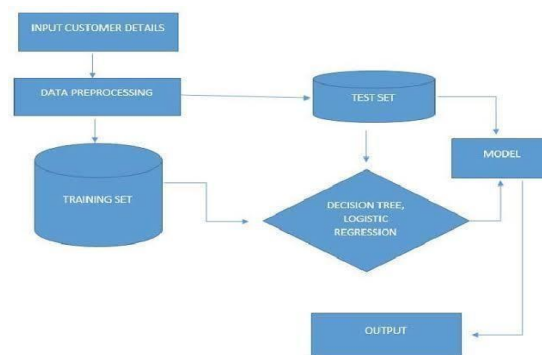 INPUT CUSTOMER DETAILS
DATA PREPROCESSING
TEST SET
MODEL
TRAINING SET
DECISION TREE,
LOGISTIC
REGRESSION
OUTPUT